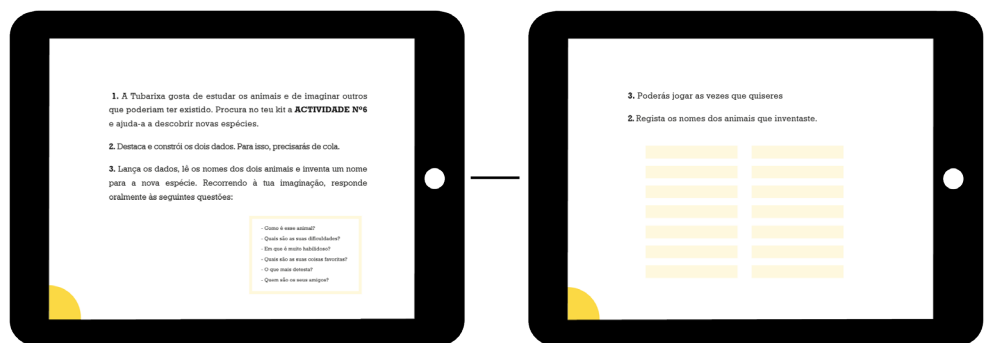 1. A Tubarixa gosta de estudar os animais e de imaginar outros
que poderiam ter existido. Procura no teu kit a ACTIVIDADE Nº6
e ajuda-a a descobrir novas espécies.
2. Destaca e constrói os dois dados. Para isso, precisarás de cola.
3. Lança os dados, lê os nomes dos dois animais e inventa um nome
para a nova espécie. Recorrendo à tua imaginação, responde
oralmente às seguintes questões:
- Como é esse animal?
- Quais são as suas dificuldades?
- Em que é muito habilidoso?
- Quais são as suas coisas favoritas?
- O que mais detesta?
- Quem são os seus amigos?
3. Poderás jogar as vezes que quiseres
2. Regista os nomes dos animais que inventaste.